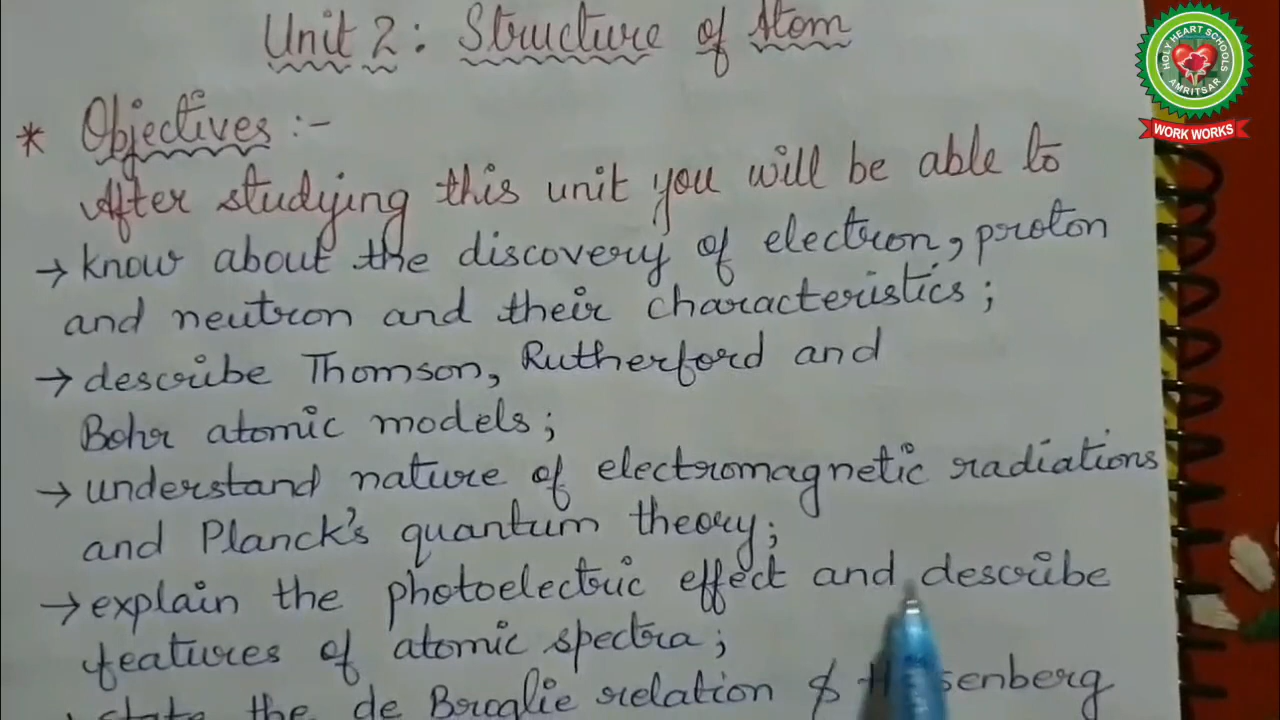 Unit 2 : Structure of Atom
* Objectives :-
After studying this unit you will be able to
→ know about the discovery of electron, proton
and neutron and their characteristics ;
→ describe Thomson, Rutherford and
Bohr atomic models ;
→ understand nature of electromagnetic radiations
and Planck's quantum theory ;
→ explain the photoelectric effect and describe
features of atomic spectra ;
state the de Broglie relation &
HOLY HEART SCHOOLS
AMRITSAR
WORK WORKS